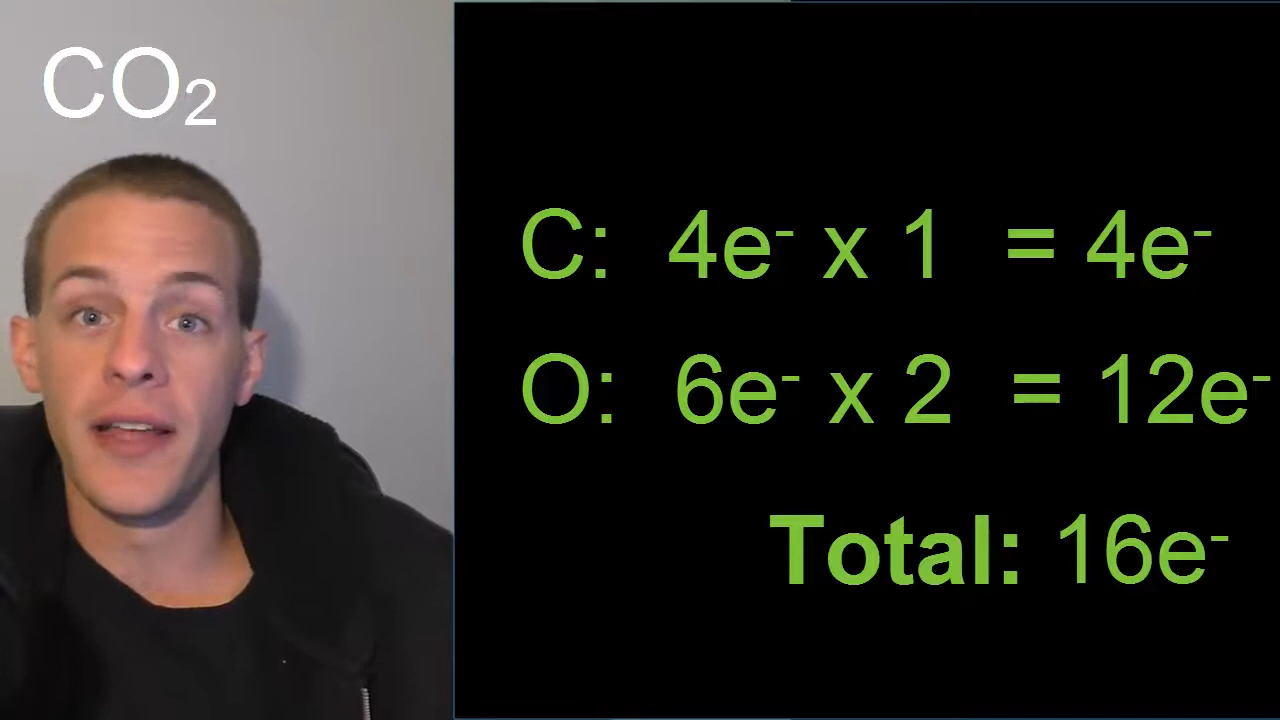 CO₂
C: 4e⁻ x 1 = 4e⁻
O: 6e⁻ x 2 = 12e⁻
Total: 16e⁻